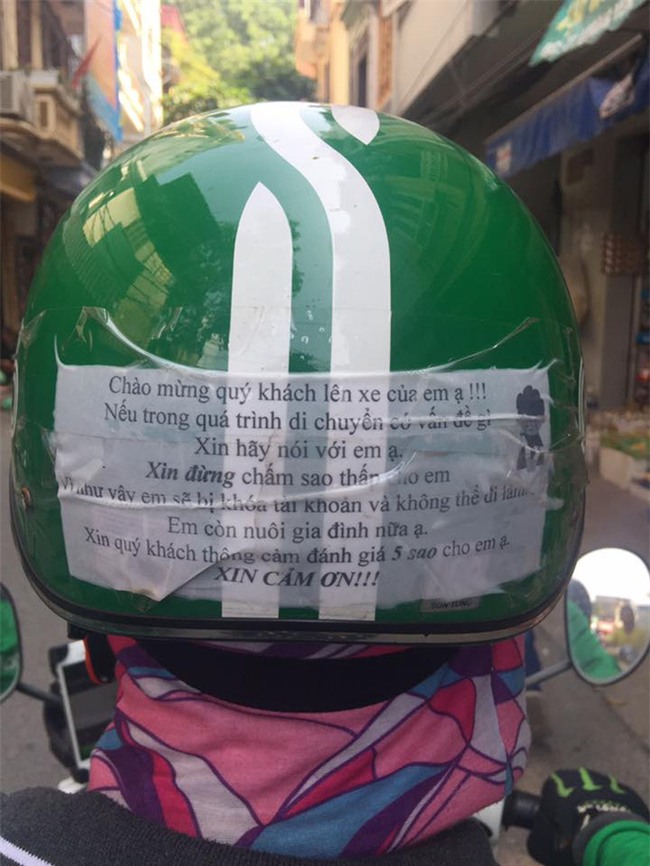 Chào mừng quý khách lên xe của em ạ !!!
Nếu trong quá trình di chuyển có vấn đề gì
Xin hãy nói với em ạ.
Xin đừng chấm sao thấp cho em
Vì như vậy em sẽ bị khóa tài khoản và không thể đi làm.
Em còn nuôi gia đình nữa ạ.
Xin quý khách thông cảm đánh giá 5 sao cho em ạ.
XIN CẢM ƠN!!!